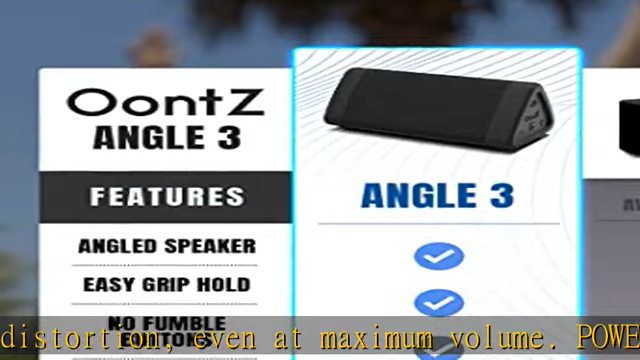 OontZ
ANGLE 3
FEATURES
ANGLE 3
ANGLED SPEAKER
EASY GRIP HOLD
NO FUMBLE
distortion, even at maximum volume. POWE